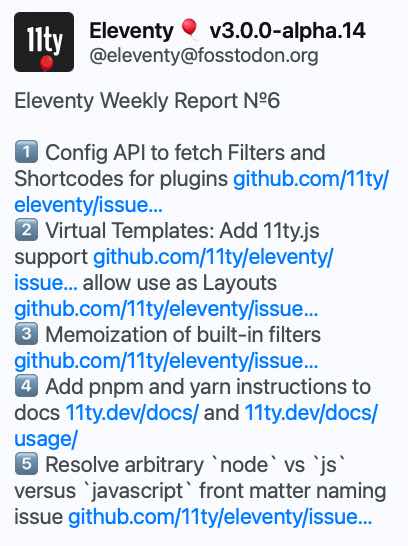 11ty
Eleventy🎈 v3.0.0-alpha.14
@eleventy@fosstodon.org
Eleventy Weekly Report Nº6
1️⃣ Config API to fetch Filters and
Shortcodes for plugins github.com/11ty/
eleventy/issue…
2️⃣ Virtual Templates: Add 11ty.js
support github.com/11ty/eleventy/
issue… allow use as Layouts
github.com/11ty/eleventy/issue…
3️⃣ Memoization of built-in filters
github.com/11ty/eleventy/issue…
4️⃣ Add pnpm and yarn instructions to
docs 11ty.dev/docs/ and 11ty.dev/docs/
usage/
5️⃣ Resolve arbitrary `node` vs `js`
versus `javascript` front matter naming
issue github.com/11ty/eleventy/issue…